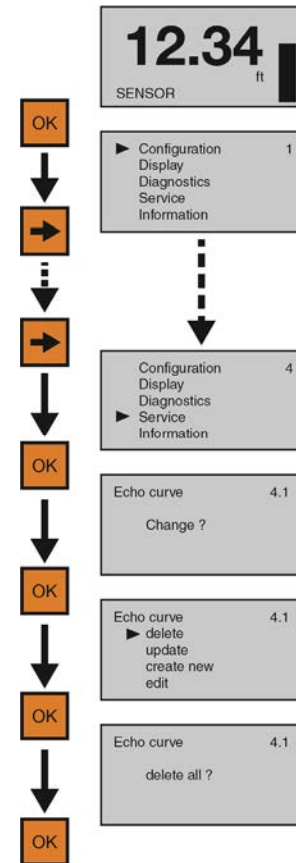 12.34
ft
SENSOR
OK
Configuration 1
Display
Diagnostics
Service
Information
Configuration 4
Display
Diagnostics
Service
Information
OK
Echo curve 4.1
Change ?
OK
Echo curve 4.1
delete
update
create new
edit
OK
Echo curve 4.1
delete all ?
OK